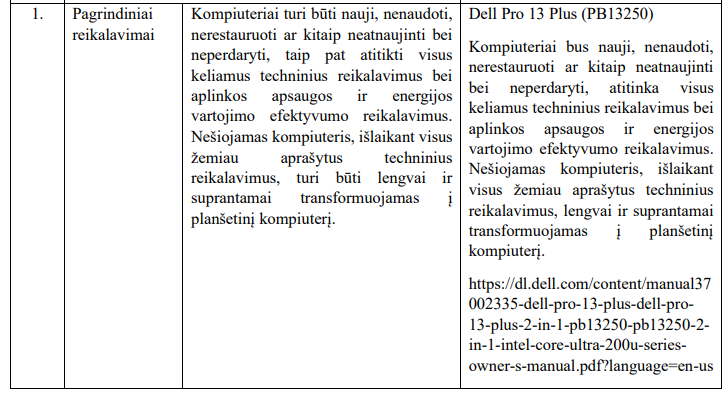 1.
Pagrindiniai
reikalavimai
Kompiuteriai turi būti nauji, nenaudoti,
nerestauruoti ar kitaip neatnaujinti bei
neperdaryti, taip pat atitikti visus
keliamus techninius reikalavimus bei
aplinkos apsaugos ir energijos
vartojimo efektyvumo reikalavimus.
Nešiojamas kompiuteris, išlaikant visus
žemiau aprašytus techninius
reikalavimus, turi būti lengvai ir
suprantamai transformuojamas į
planšetinį kompiuterį.
Dell Pro 13 Plus (PB13250)
Kompiuteriai bus nauji, nenaudoti,
nerestauruoti ar kitaip neatnaujinti
bei neperdaryti, atitinka visus
keliamus techninius reikalavimus bei
aplinkos apsaugos ir energijos
vartojimo efektyvumo reikalavimus.
Nešiojamas kompiuteris, išlaikant
visus žemiau aprašytus techninius
reikalavimus, lengvai ir suprantamai
transformuojamas į planšetinį
kompiuterį.
https://dl.dell.com/content/manual37
002335-dell-pro-13-plus-dell-pro-
13-plus-2-in-1-pb13250-pb13250-2-
in-1-intel-core-ultra-200u-series-
owner-s-manual.pdf?language=en-us